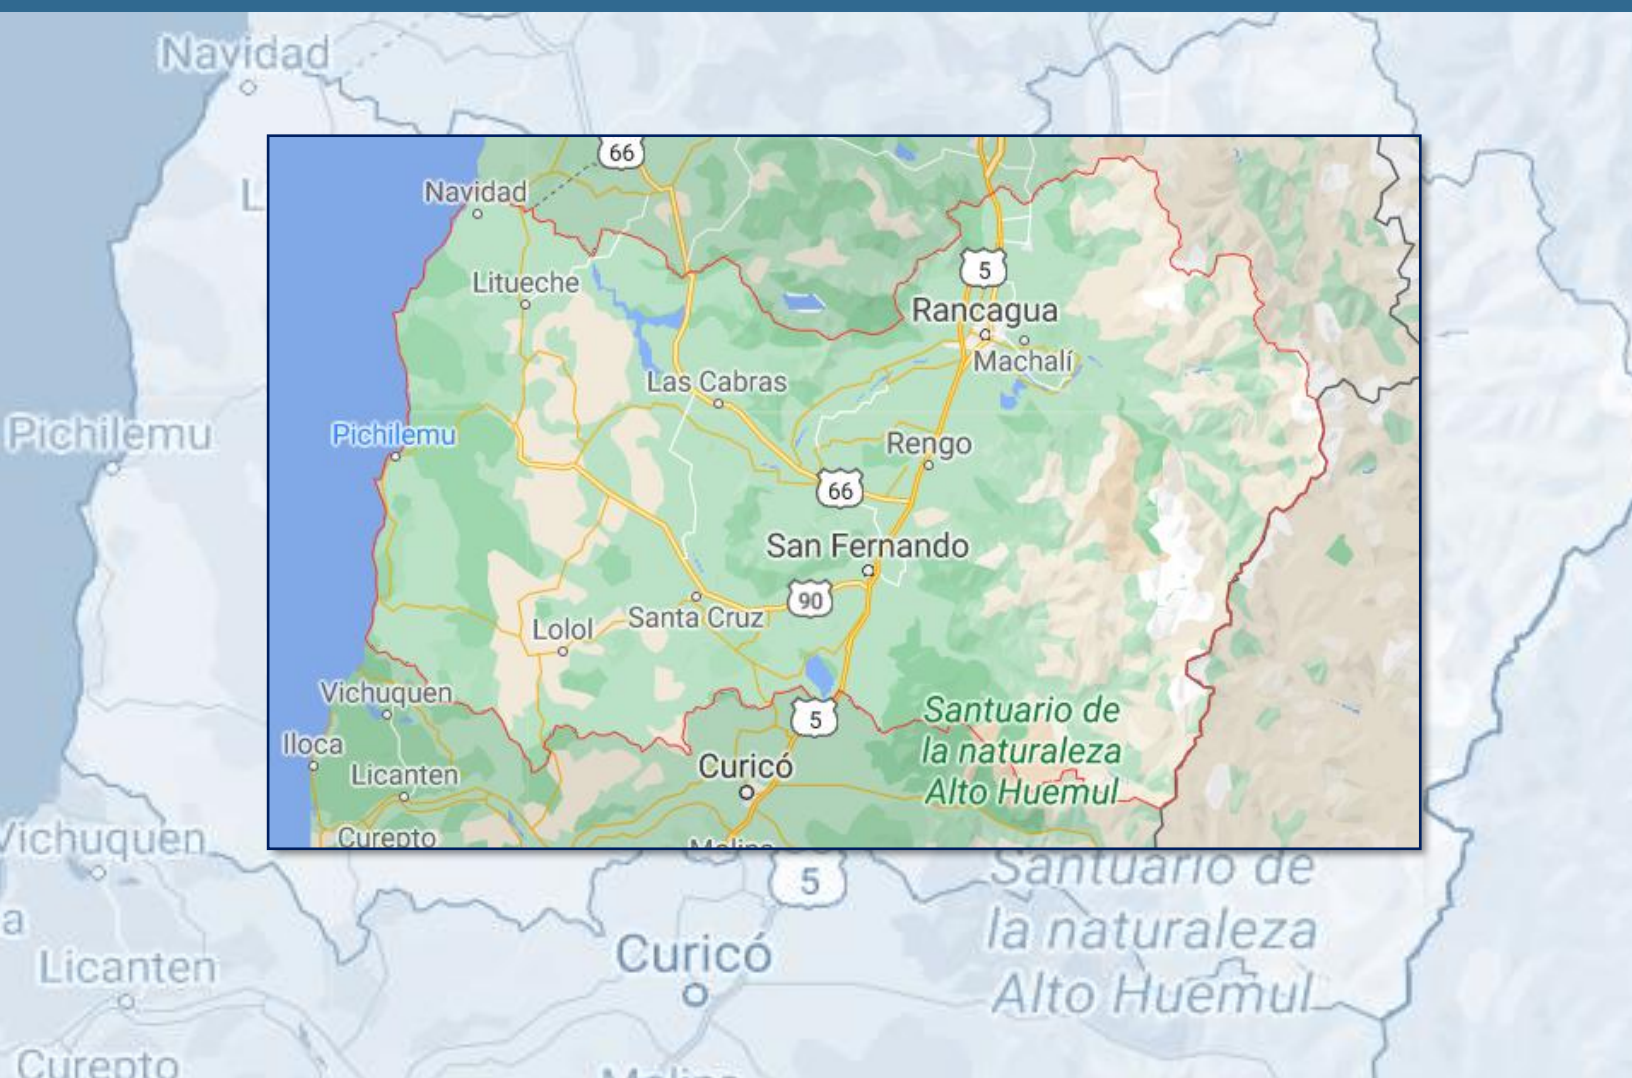 Navidad
L
66
Navidad
Litueche
5
Rancagua
Machalí
Las Cabras
Pichilemu
Pichilemu
Rengo
66
San Fernando
90
Santa Cruz
Lolol
Vichuquen
5
Santuario de
la naturaleza
Alto Huemul
Iloca
Curicó
Licanten
Curepto
Molina
Vichuquen
5
Santuario de
la naturaleza
Alto Huemul
a
Curicó
Licanten
Curepto
Molina